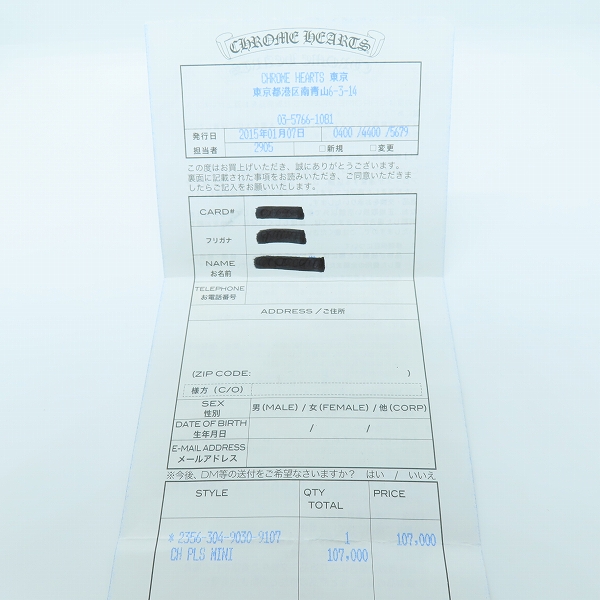 CHROME HEARTS
CHROME HEARTS 東京
東京都港区南青山6-3-14
03-5766-1081
発行日 2015年01月07日 0400 /4400 /5679
担当者 2905 □新規 □変更
この度はお買上げいただき、誠にありがとうございます。
裏面に記載された事項をお読みいただき、ご同意いただきま
したらご記入をお願いいたします。
CARD#
フリガナ
NAME
お名前
TELEPHONE
お電話番号
ADDRESS /ご住所
(ZIP CODE: )
様方 (C/O)
SEX
性別
男(MALE) / 女(FEMALE) / 他(CORP)
DATE OF BIRTH
生年月日
/ /
E-MAIL ADDRESS
メールアドレス
※今後、DM等の送付をご希望なさいますか? はい / いいえ
STYLE QTY TOTAL PRICE
* 2356-304-9030-9107 1 107,000
CH PLS MINI 107,000